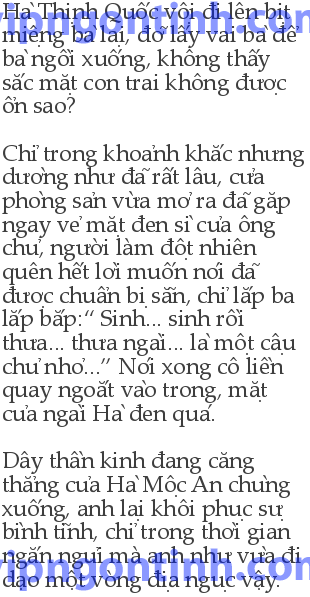 Hà Thịnh Quốc vội đi lên bịt
miệng bà lại, đỡ lấy vai bà để
bà ngồi xuống, không thấy
sắc mặt con trai không được
ổn sao?
Chỉ trong khoảnh khắc nhưng
dường như đã rất lâu, cửa
phòng sản vừa mở ra đã gặp
ngay vẻ mặt đen sì của ông
chủ, người làm đột nhiên
quên hết lời muốn nói đã
được chuẩn bị sẵn, chỉ lắp ba
lắp bắp:“ Sinh... sinh rồi
thưa... thưa ngài... là một cậu
chủ nhỏ...” Nói xong cô liền
quay ngoắt vào trong, mặt
của ngài Hà đen quá.
Dây thần kinh đang căng
thẳng của Hà Mộc An chùng
xuống, anh lại khôi phục sự
bình tĩnh, chỉ trong thời gian
ngắn ngủi mà anh như vừa đi
dạo một vòng địa ngục vậy.
vipngontinh.com
vipngontinh.com